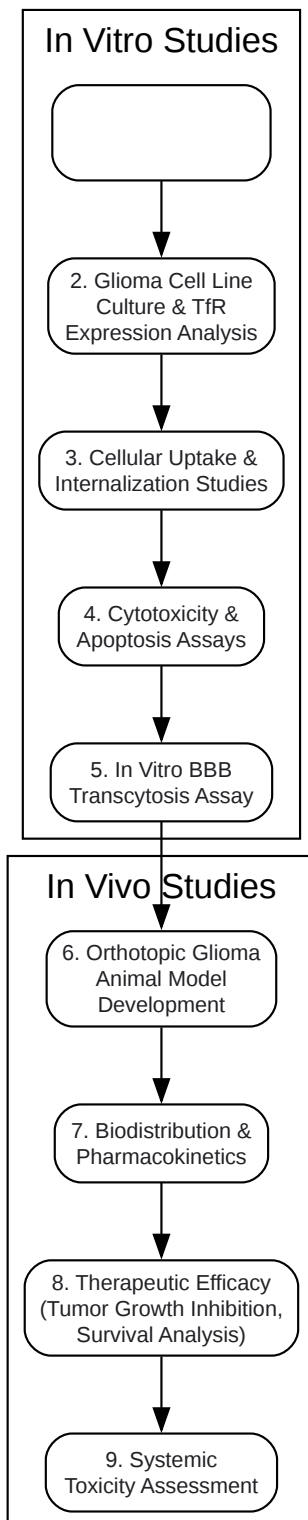 In Vitro Studies
2. Glioma Cell Line
Culture & TfR
Expression Analysis
3. Cellular Uptake &
Internalization Studies
4. Cytotoxicity &
Apoptosis Assays
5. In Vitro BBB
Transcytosis Assay
In Vivo Studies
6. Orthotopic Glioma
Animal Model
Development
7. Biodistribution &
Pharmacokinetics
8. Therapeutic Efficacy
(Tumor Growth Inhibition,
Survival Analysis)
9. Systemic
Toxicity Assessment